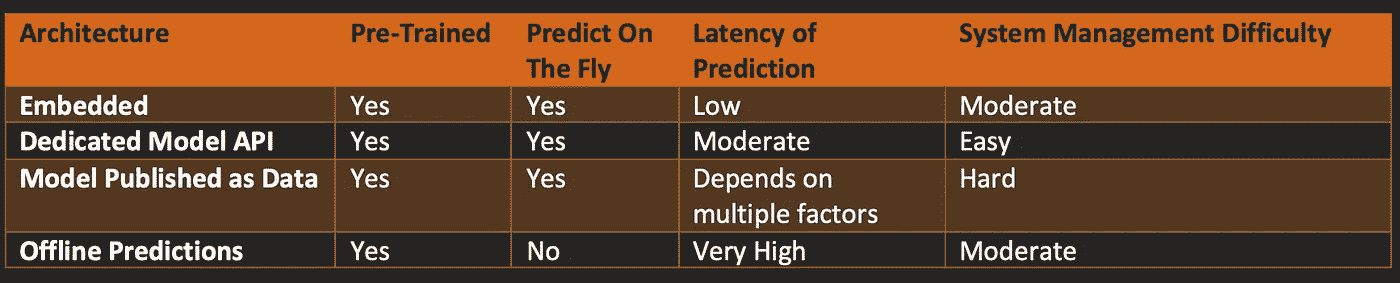 Architecture Pre-Trained Predict On Latency of System Management Difficulty
The Fly Prediction
Embedded Yes Yes Low Moderate
Dedicated Model API Yes Yes Moderate Easy
Model Published as Data Yes Yes Depends on Hard
multiple factors
Offline Predictions Yes No Very High Moderate